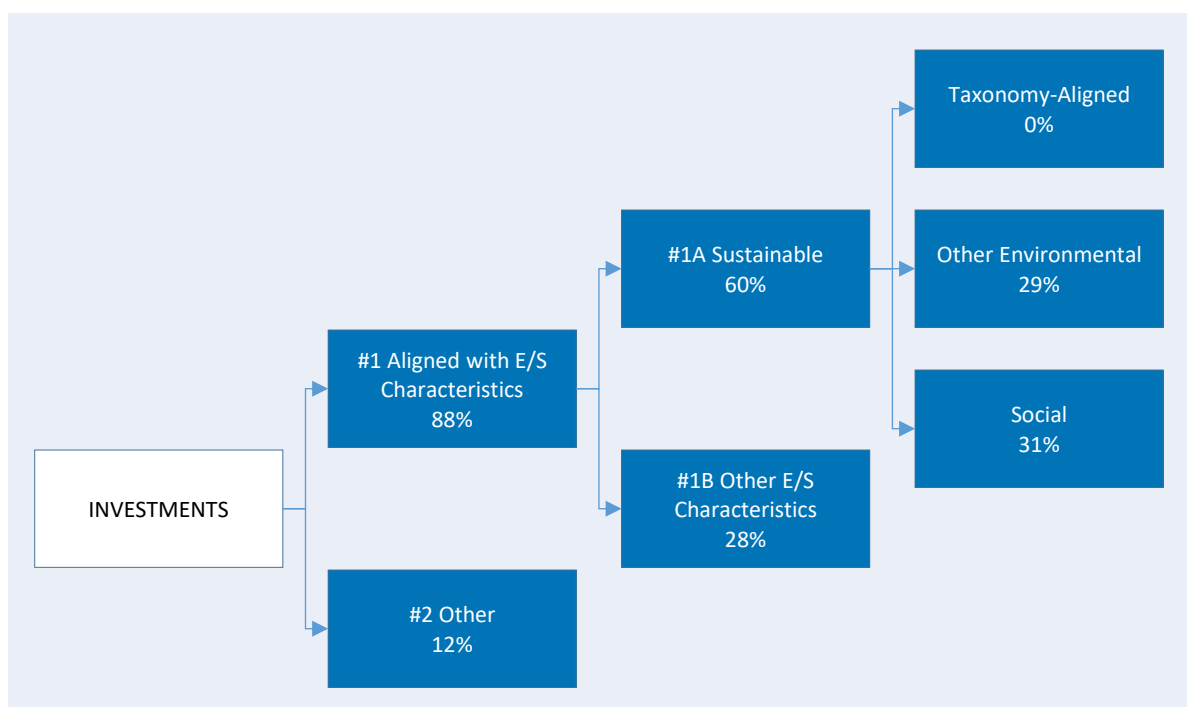 INVESTMENTS
#1 Aligned with E/S
Characteristics
88%
#2 Other
12%
#1A Sustainable
60%
#1B Other E/S
Characteristics
28%
Taxonomy-Aligned
0%
Other Environmental
29%
Social
31%